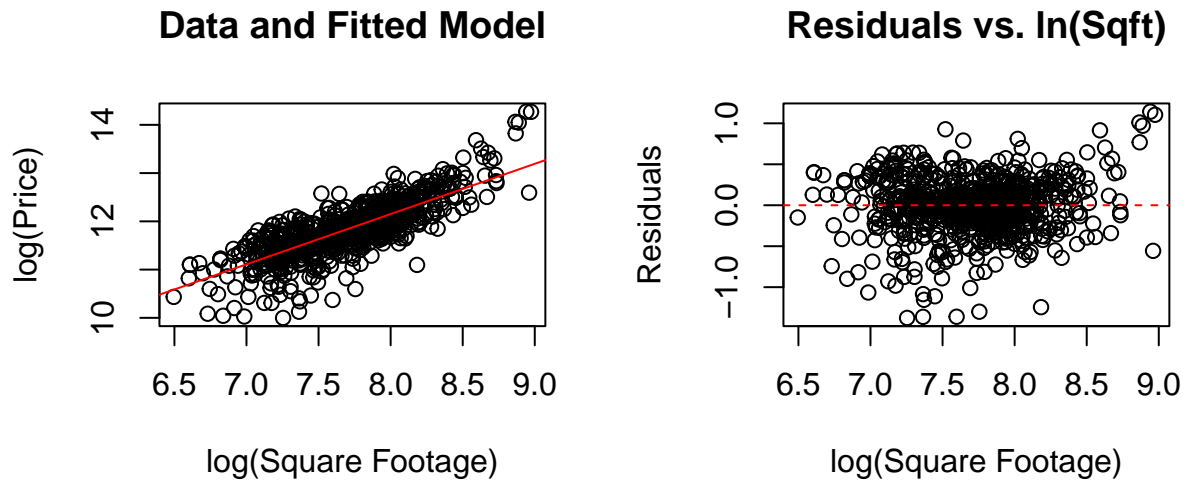 Data and Fitted Model
log(Price)
14
12
10
6.5 7.0 7.5 8.0 8.5 9.0
log(Square Footage)
Residuals vs. ln(Sqft)
Residuals
1.0
0.0
−1.0
6.5 7.0 7.5 8.0 8.5 9.0
log(Square Footage)